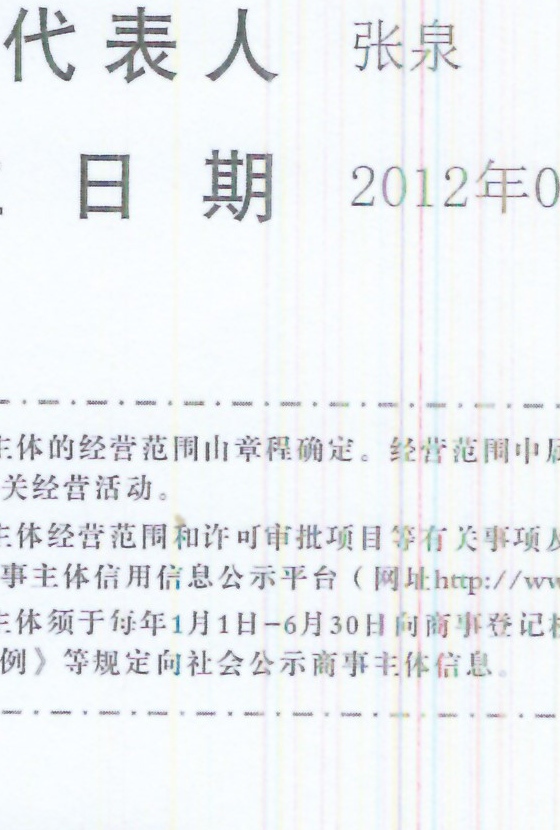 代表人 张泉
日期 2012年0
主体的经营范围由章程确定。经营范围中属
关经营活动。
主体经营范围和许可审批项目等有关事项及
事主体信用信息公示平台（网址http://ww
主体须于每年1月1日-6月30日向商事登记机
例》等规定向社会公示商事主体信息。